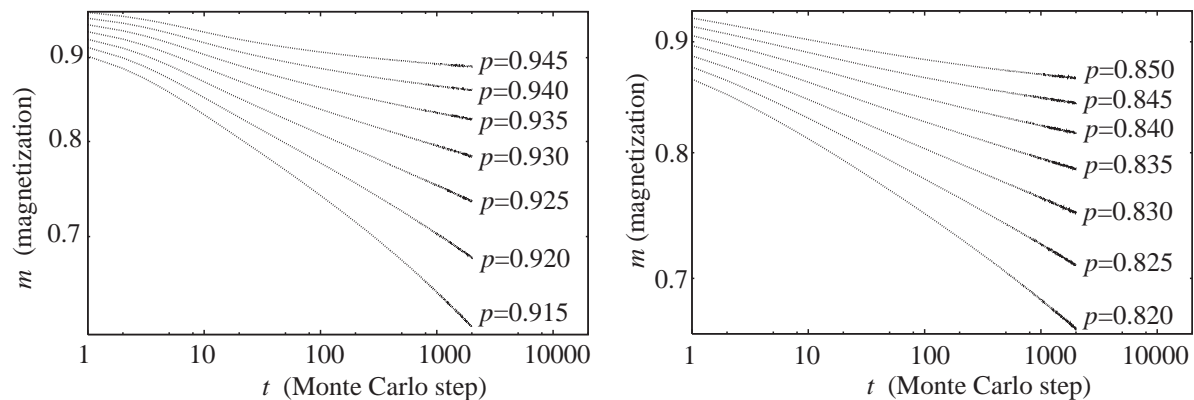 0.9
0.8
0.7
m (magnetization)
p=0.945
p=0.940
p=0.935
p=0.930
p=0.925
p=0.920
p=0.915
1 10 100 1000 10000
t (Monte Carlo step)
0.9
0.8
0.7
m (magnetization)
p=0.850
p=0.845
p=0.840
p=0.835
p=0.830
p=0.825
p=0.820
1 10 100 1000 10000
t (Monte Carlo step)